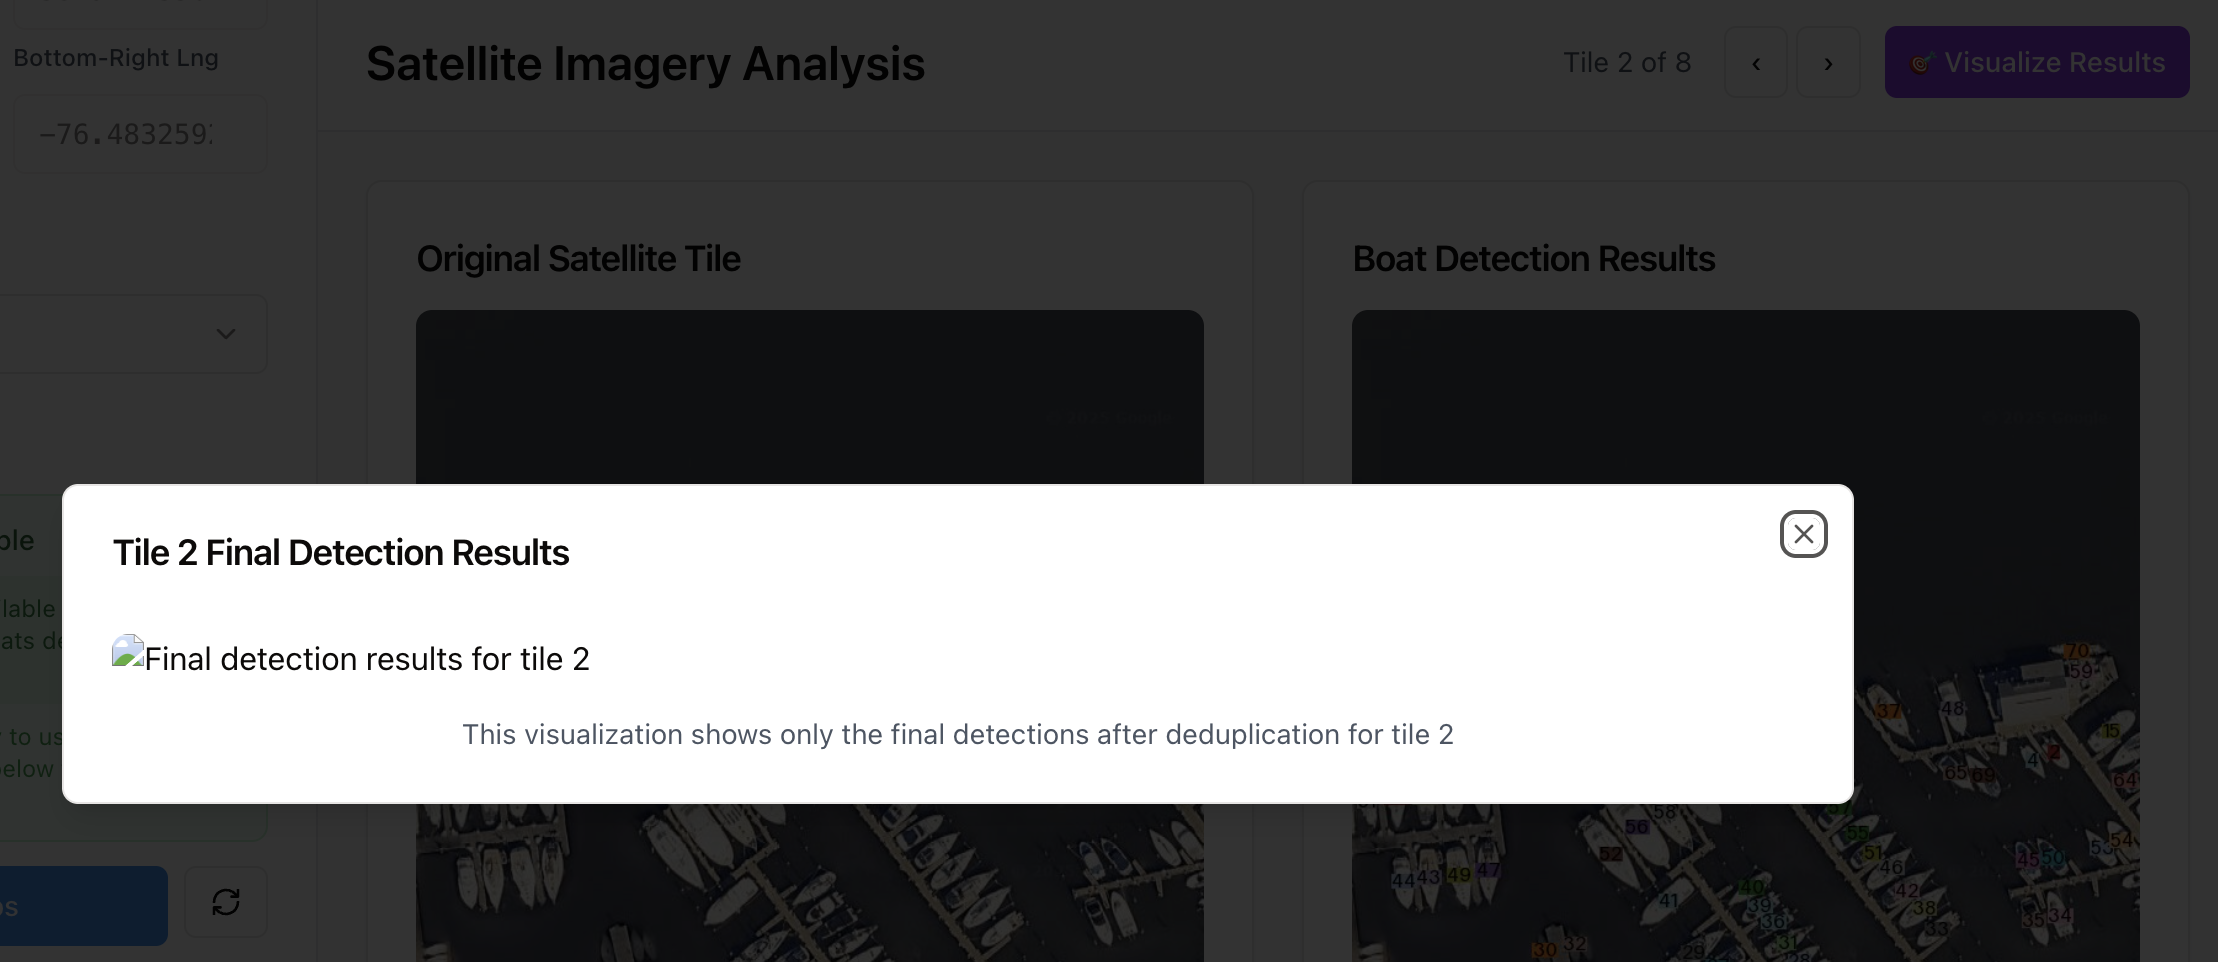 Bottom-Right Lng
-76.483259
Satellite Imagery Analysis
Tile 2 of 8
‹
›
Visualize Results
Original Satellite Tile
Boat Detection Results
Tile 2 Final Detection Results
Final detection results for tile 2
This visualization shows only the final detections after deduplication for tile 2
ble
lable
ats de
to us
below
os
70
59
37
48
15
2
4
65
69
64
58
56
55
54
52
51
53
45
50
46
44
43
49
47
42
40
41
39
38
36
35
34
33
31
30
32
29